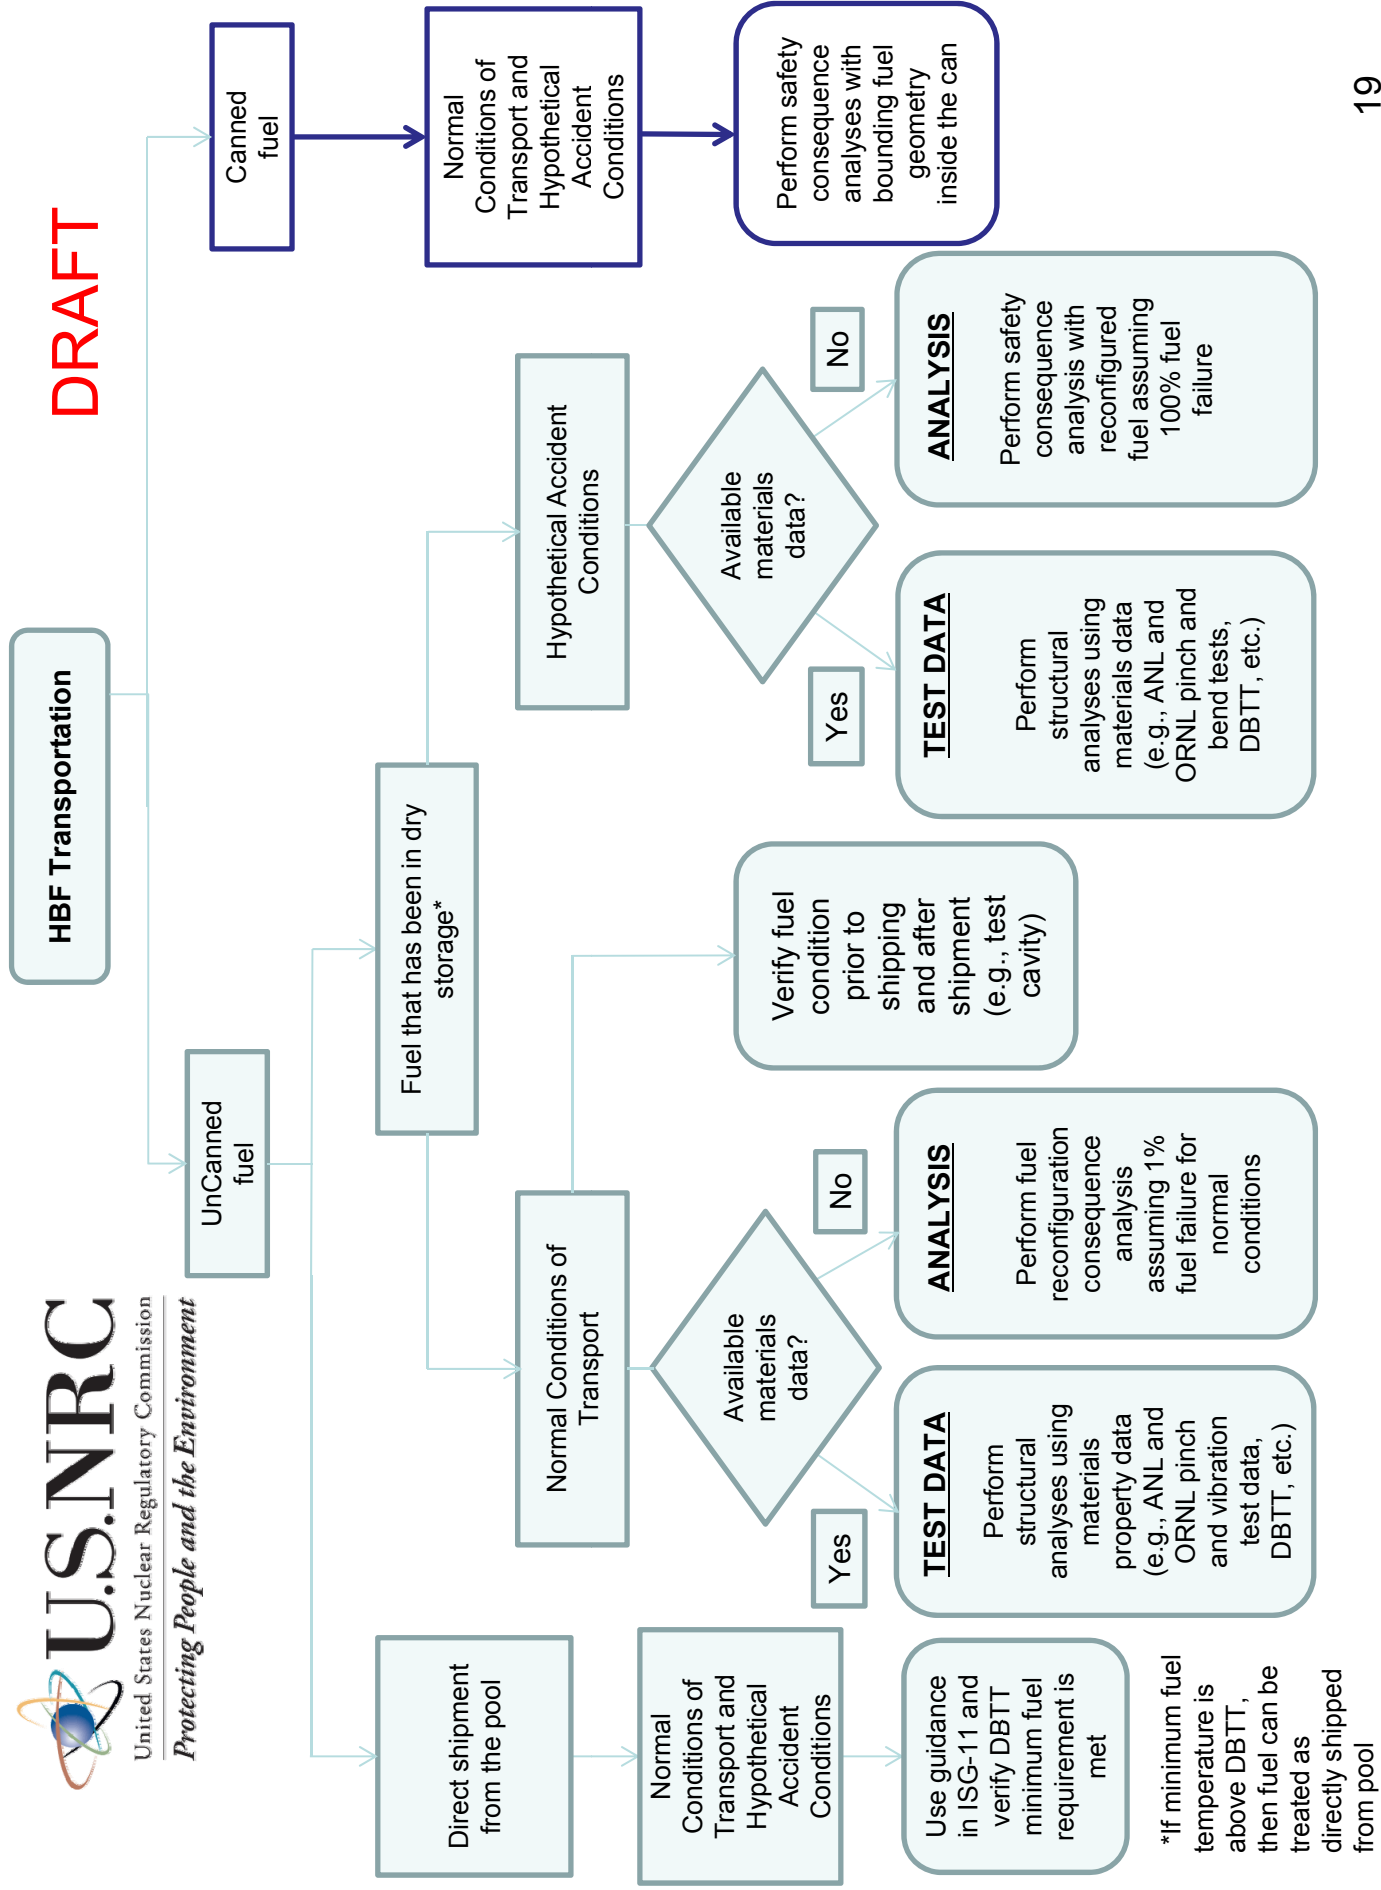 U.S.NRC
United States Nuclear Regulatory Commission
Protecting People and the Environment
DRAFT
HBF Transportation
UnCanned
fuel
Canned
fuel
Direct shipment
from the pool
Fuel that has been in dry
storage*
Normal
Conditions of
Transport and
Hypothetical
Accident
Conditions
Normal Conditions of
Transport
Hypothetical Accident
Conditions
Normal
Conditions of
Transport and
Hypothetical
Accident
Conditions
Available
materials
data?
Verify fuel
condition
prior to
shipping
and after
shipment
(e.g., test
cavity)
Available
materials
data?
Perform safety
consequence
analyses with
bounding fuel
geometry
inside the can
Yes
No
Yes
No
Use guidance
in ISG-11 and
verify DBTT
minimum fuel
requirement is
met
TEST DATA
Perform
structural
analyses using
materials
property data
(e.g., ANL and
ORNL pinch
and vibration
test data,
DBTT, etc.)
ANALYSIS
Perform fuel
reconfiguration
consequence
analysis
assuming 1%
fuel failure for
normal
conditions
TEST DATA
Perform
structural
analyses using
materials data
(e.g., ANL and
ORNL pinch and
bend tests,
DBTT, etc.)
ANALYSIS
Perform safety
consequence
analysis with
reconfigured
fuel assuming
100% fuel
failure
*If minimum fuel
temperature is
above DBTT,
then fuel can be
treated as
directly shipped
from pool
19